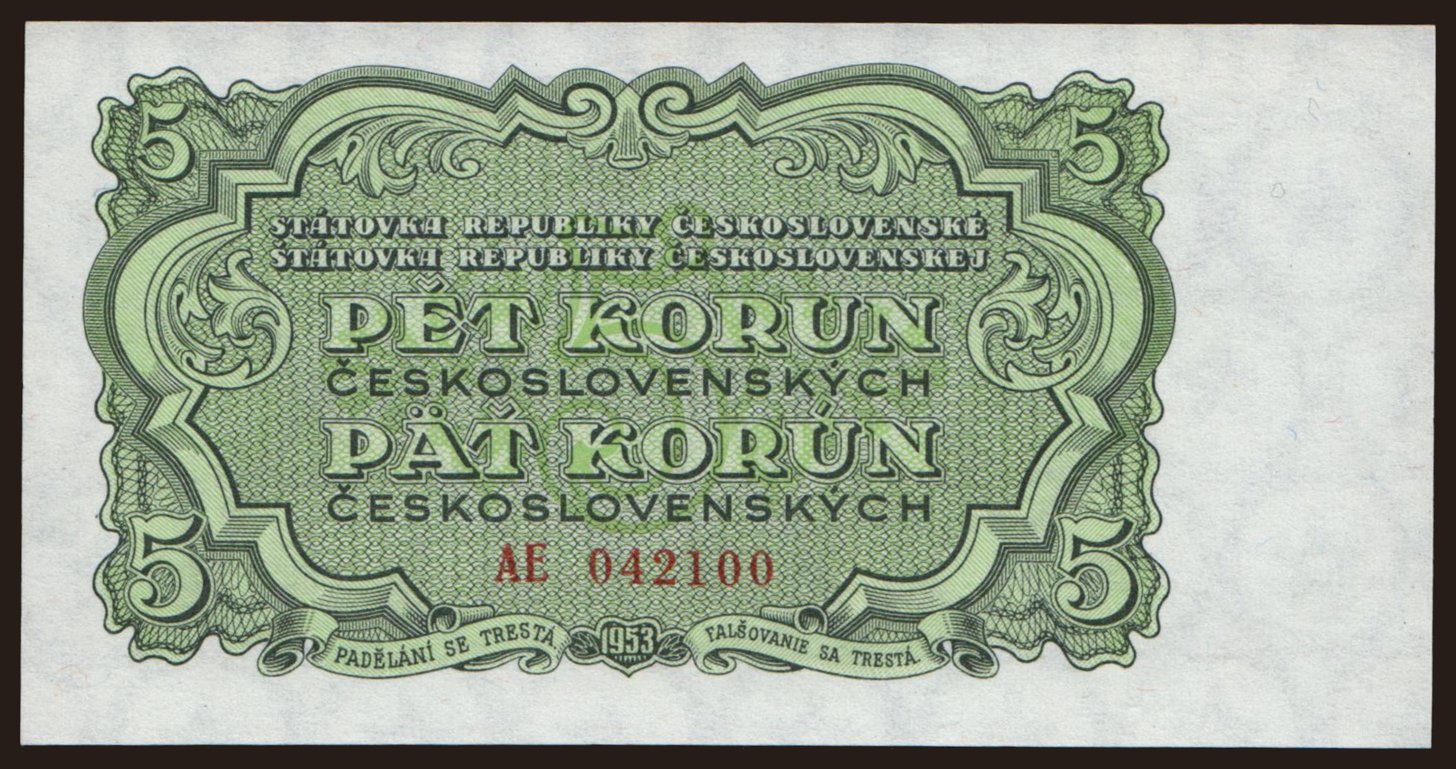 5 5
STÁTOVKA REPUBLIKY ČESKOSLOVENSKÉ
ŠTÁTOVKA REPUBLIKY ČESKOSLOVENSKEJ
PĚT KORUN
ČESKOSLOVENSKÝCH
PÄŤ KORÚN
ČESKOSLOVENSKÝCH
AE 042100
5 5
PADĚLÁNÍ SE TRESTÁ. 1953 FALŠOVANIE SA TRESTÁ.